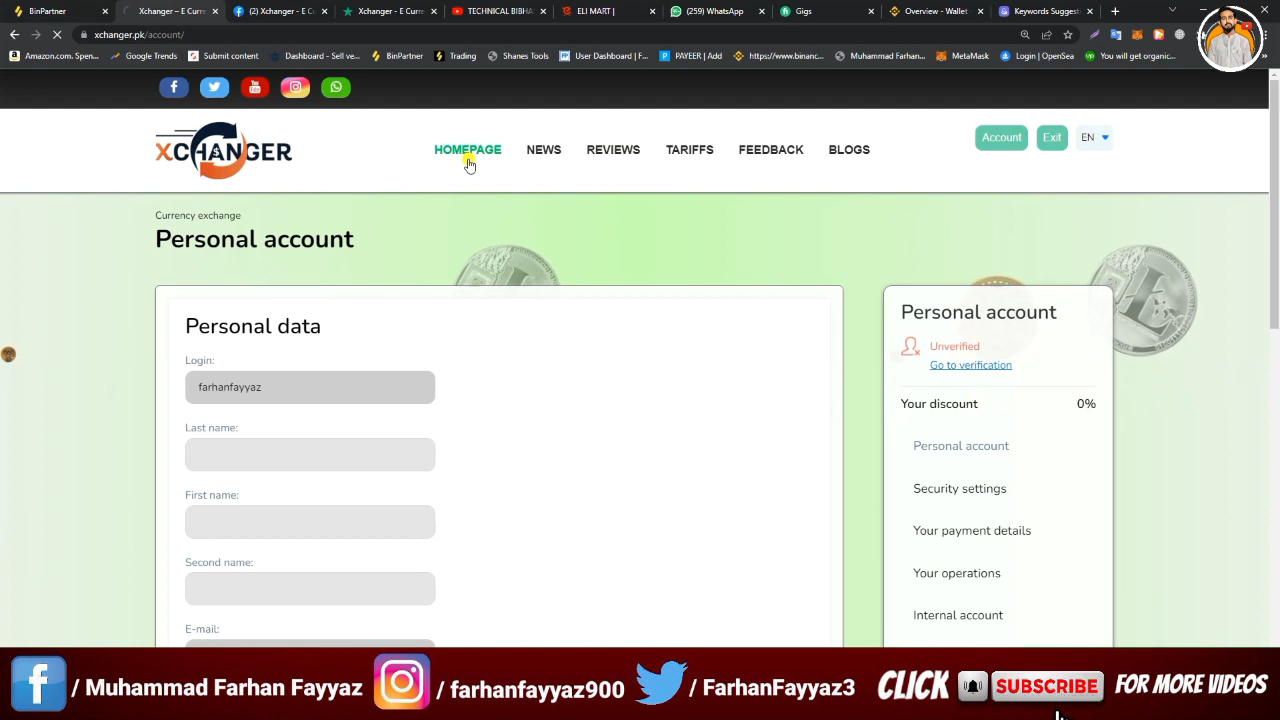 BinPartner
Xchanger – E Curre
(2) Xchanger – E Cu
Xchanger - E Curre
TECHNICAL BIBHA
ELI MART |
(259) WhatsApp
Gigs
Overview - Wallet
Keywords Suggest
xchanger.pk/account/
Amazon.com. Spen...
Google Trends
Submit content
Dashboard - Sell ve...
BinPartner
Trading
Shanes Tools
User Dashboard | F...
PAYEER | Add
https://www.binanc...
Muhammad Farhan...
MetaMask
Login | OpenSea
You will get organic...
XCHANGER
HOMEPAGE
NEWS
REVIEWS
TARIFFS
FEEDBACK
BLOGS
Account
Exit
EN
Currency exchange
Personal account
Personal data
Login:
farhanfayyaz
Last name:
First name:
Second name:
E-mail:
Personal account
Unverified
Go to verification
Your discount 0%
Personal account
Security settings
Your payment details
Your operations
Internal account
/ Muhammad Farhan Fayyaz
/ farhanfayyaz900
/ FarhanFayyaz3
CLICK SUBSCRIBE FOR MORE VIDEOS